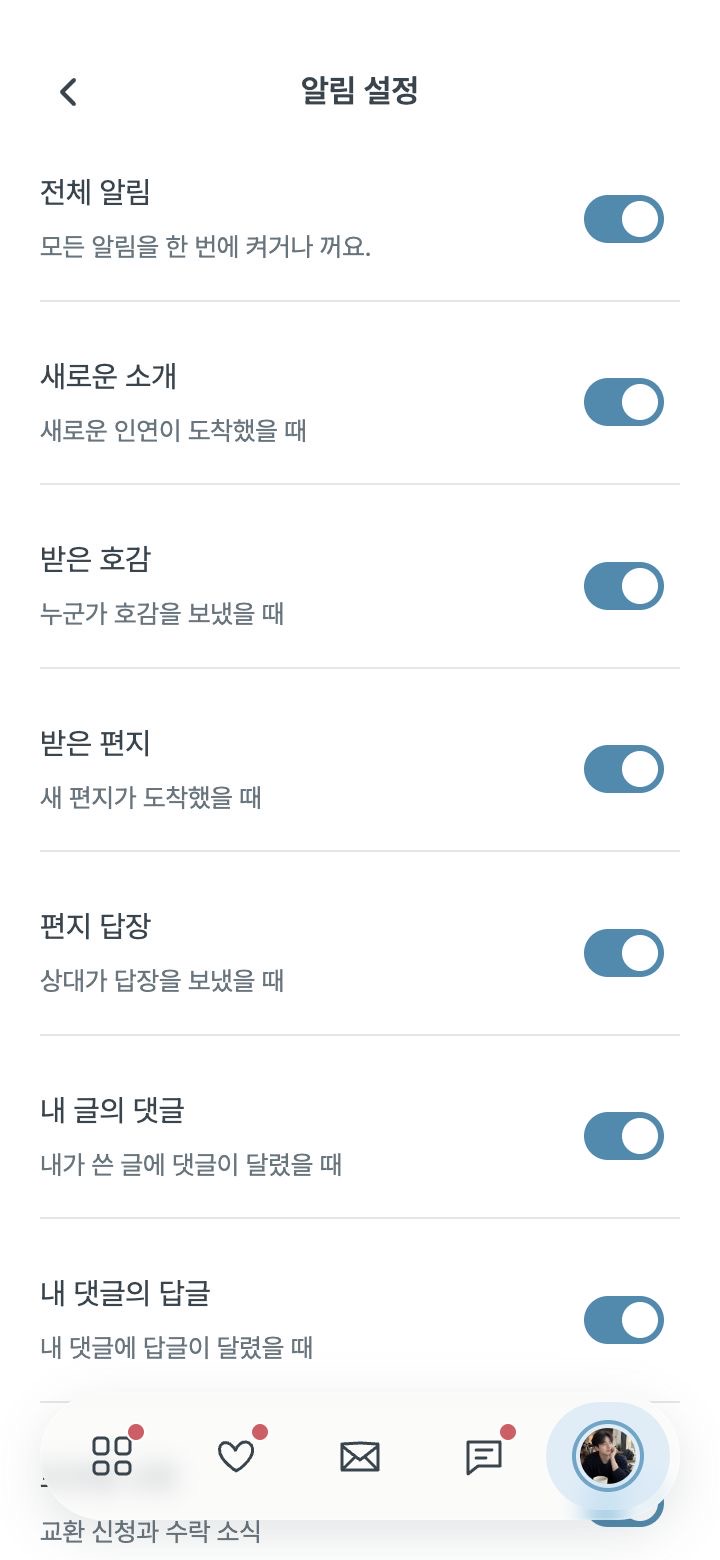 알림 설정
전체 알림
모든 알림을 한 번에 켜거나 꺼요.
새로운 소개
새로운 인연이 도착했을 때
받은 호감
누군가 호감을 보냈을 때
받은 편지
새 편지가 도착했을 때
편지 답장
상대가 답장을 보냈을 때
내 글의 댓글
내가 쓴 글에 댓글이 달렸을 때
내 댓글의 답글
내 댓글에 답글이 달렸을 때
교환 신청과 수락 소식